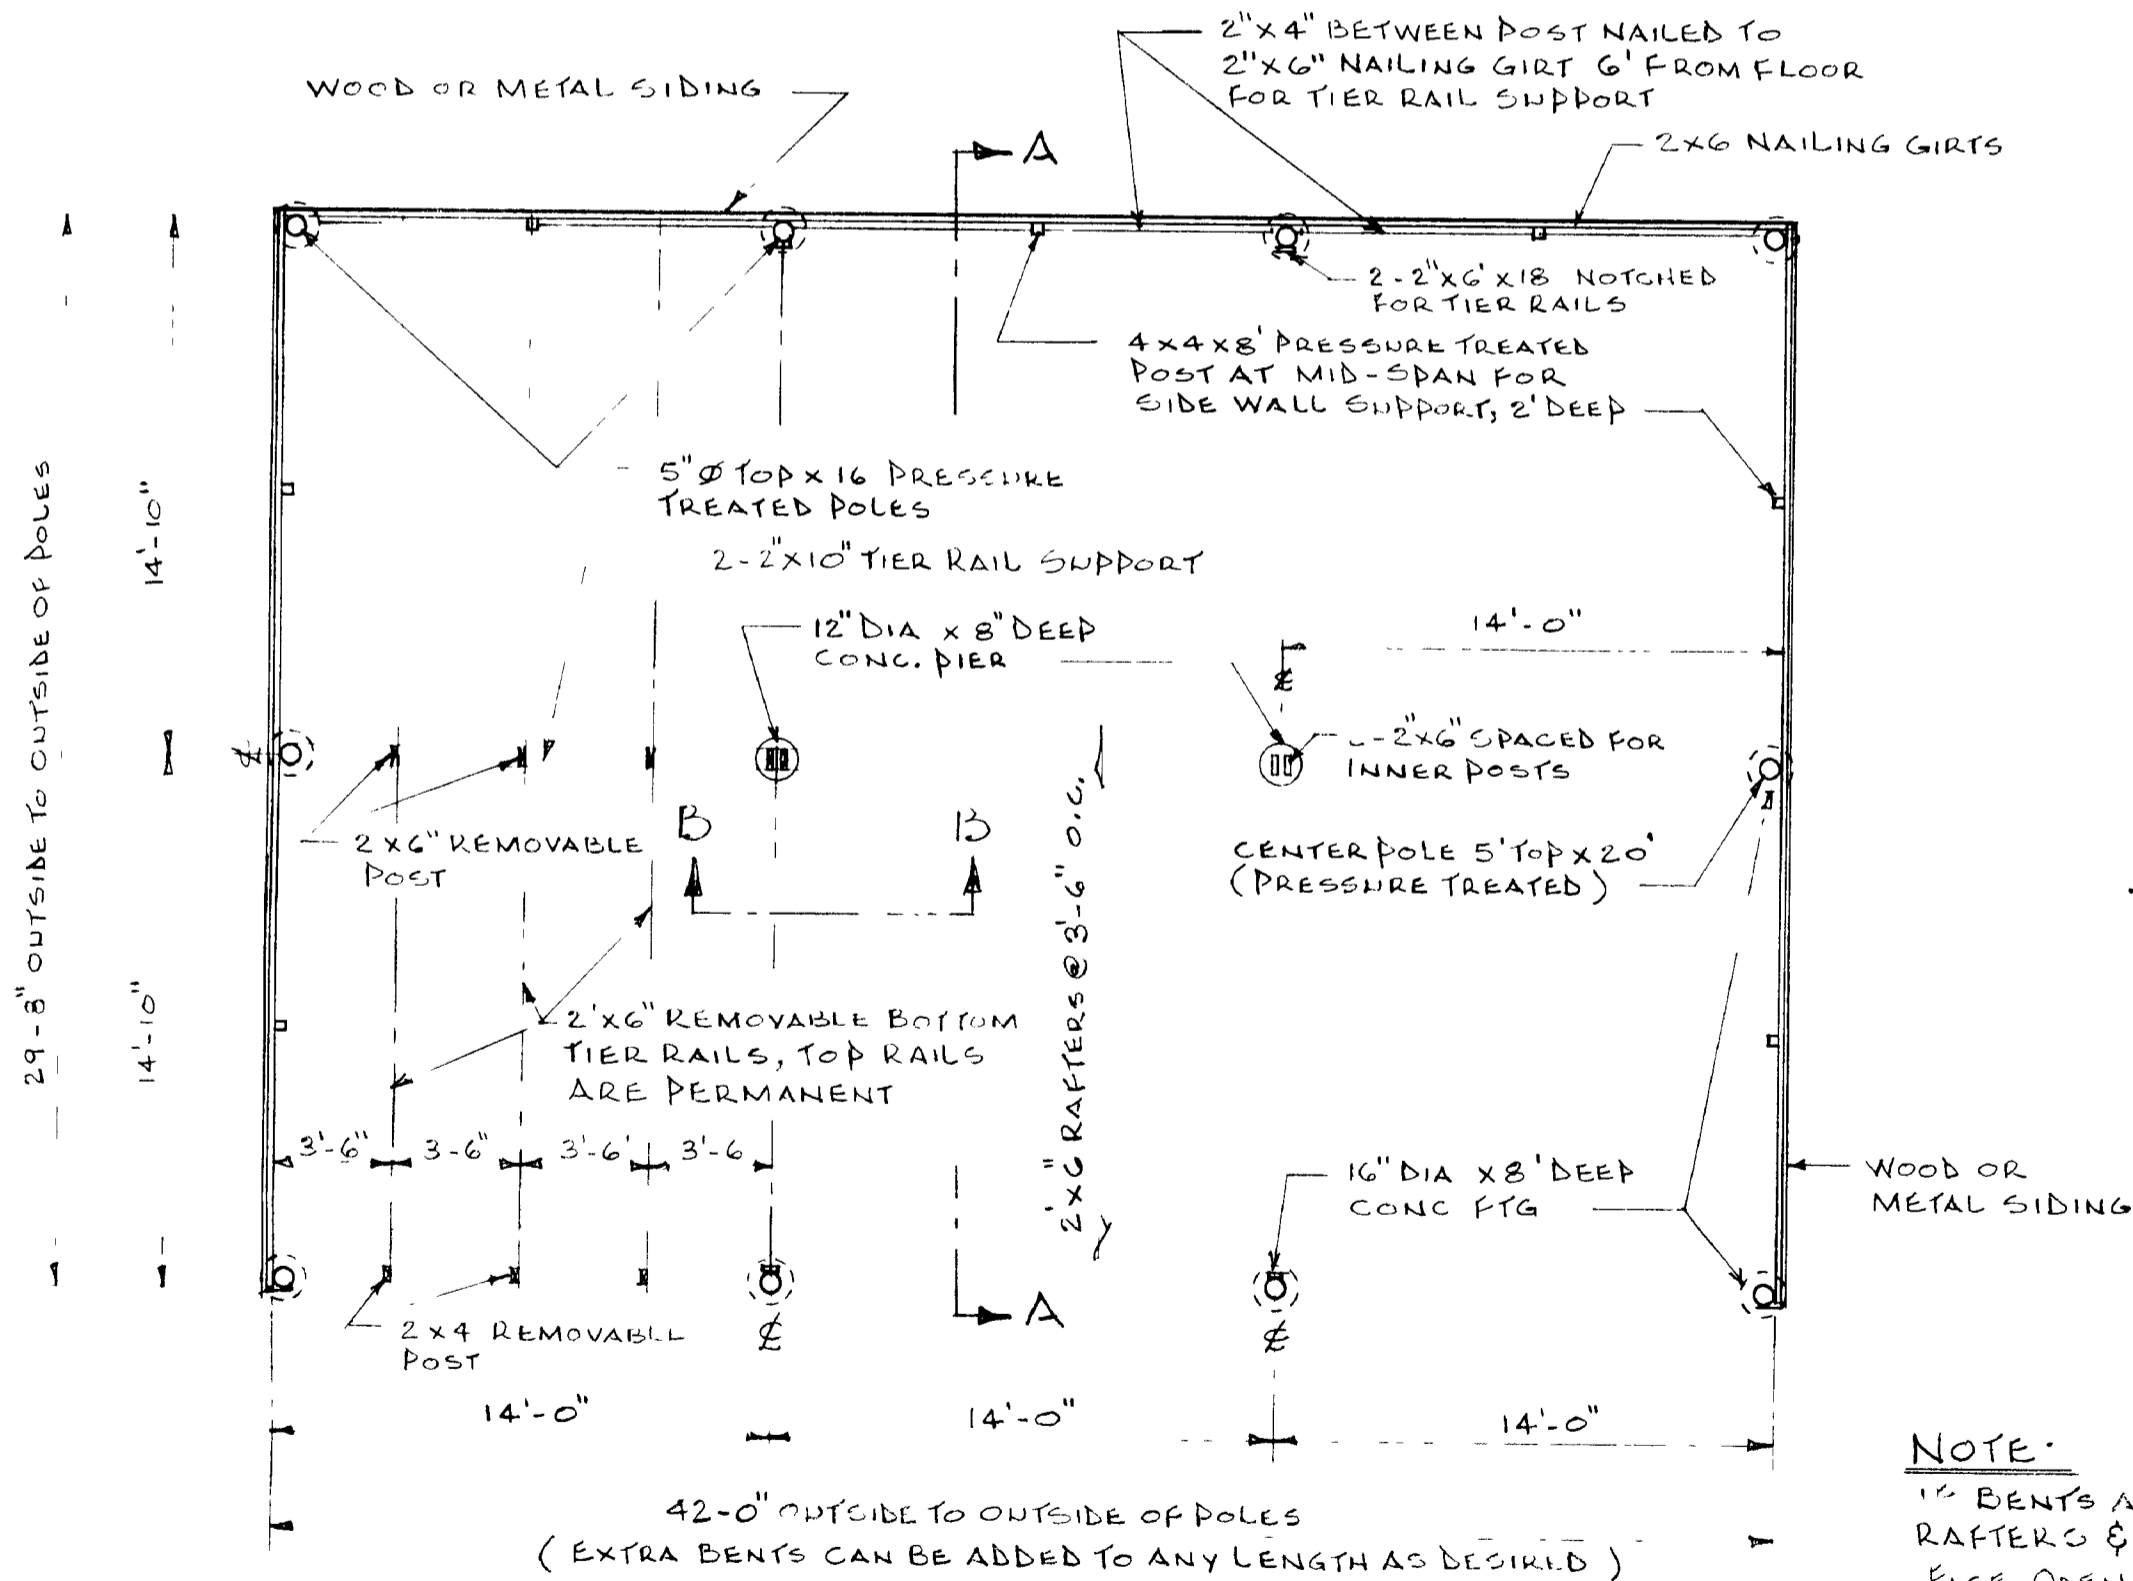 2"X4" BETWEEN POST NAILED TO
2"X6" NAILING GIRT 6' FROM FLOOR
FOR TIER RAIL SUPPORT
WOOD OR METAL SIDING
A
2X6 NAILING GIRTS
2-2"X6'X18 NOTCHED
FOR TIER RAILS
4X4X8' PRESSURE TREATED
POST AT MID-SPAN FOR
SIDE WALL SUPPORT, 2' DEEP
5"Ø TOP X 16 PRESSURE
TREATED POLES
2-2"X10" TIER RAIL SUPPORT
29-8" OUTSIDE TO OUTSIDE OF POLES
14'-10"
14'-10"
12" DIA X 8" DEEP
CONC. PIER
14'-0"
℄
℄
2"X6" SPACED FOR
INNER POSTS
2X6" REMOVABLE
POST
B
B
2'X6" RAFTERS @ 3'-6" O.C.
CENTER POLE 5' TOP X 20'
(PRESSURE TREATED)
2'X6" REMOVABLE BOTTOM
TIER RAILS, TOP RAILS
ARE PERMANENT
3'-6" 3-6" 3'-6' 3'-6
16" DIA X 8' DEEP
CONC FTG
WOOD OR
METAL SIDING
A
2X4 REMOVABLE
POST
℄
℄
14'-0" 14'-0" 14'-0"
42-0" OUTSIDE TO OUTSIDE OF POLES
(EXTRA BENTS CAN BE ADDED TO ANY LENGTH AS DESIRED)
NOTE:
BENTS
RAFTERS &